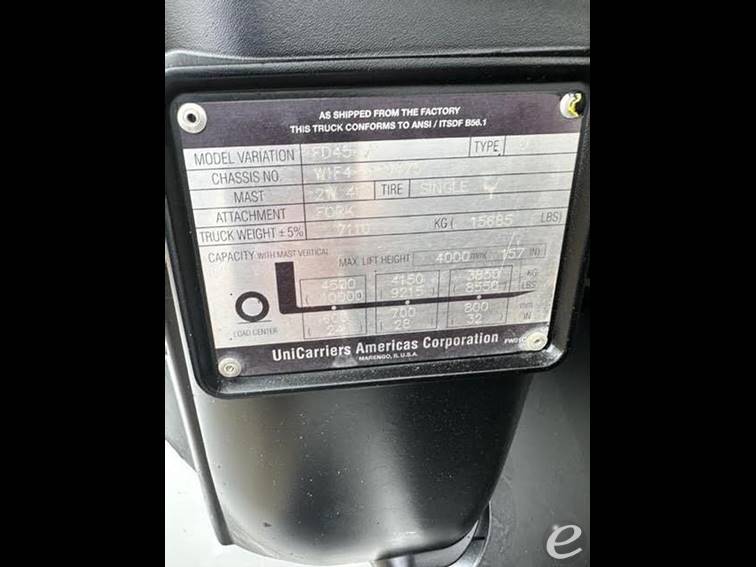 AS SHIPPED FROM THE FACTORY
THIS TRUCK CONFORMS TO ANSI / ITSDF B56.1
MODEL VARIATION TYPE
CHASSIS NO.
MAST TIRE SINGLE
ATTACHMENT FORK
TRUCK WEIGHT ±5% 7110 KG ( 15685 LBS)
CAPACITY WITH MAST VERTICAL MAX. LIFT HEIGHT 4000 mm( 157 IN)
4500 4150 3850 KG
(10000) (9215) (8550) LBS
600 700 800 mm
(24) (28) (32) IN
LOAD CENTER
UniCarriers Americas Corporation
MARENGO, IL U.S.A.
e